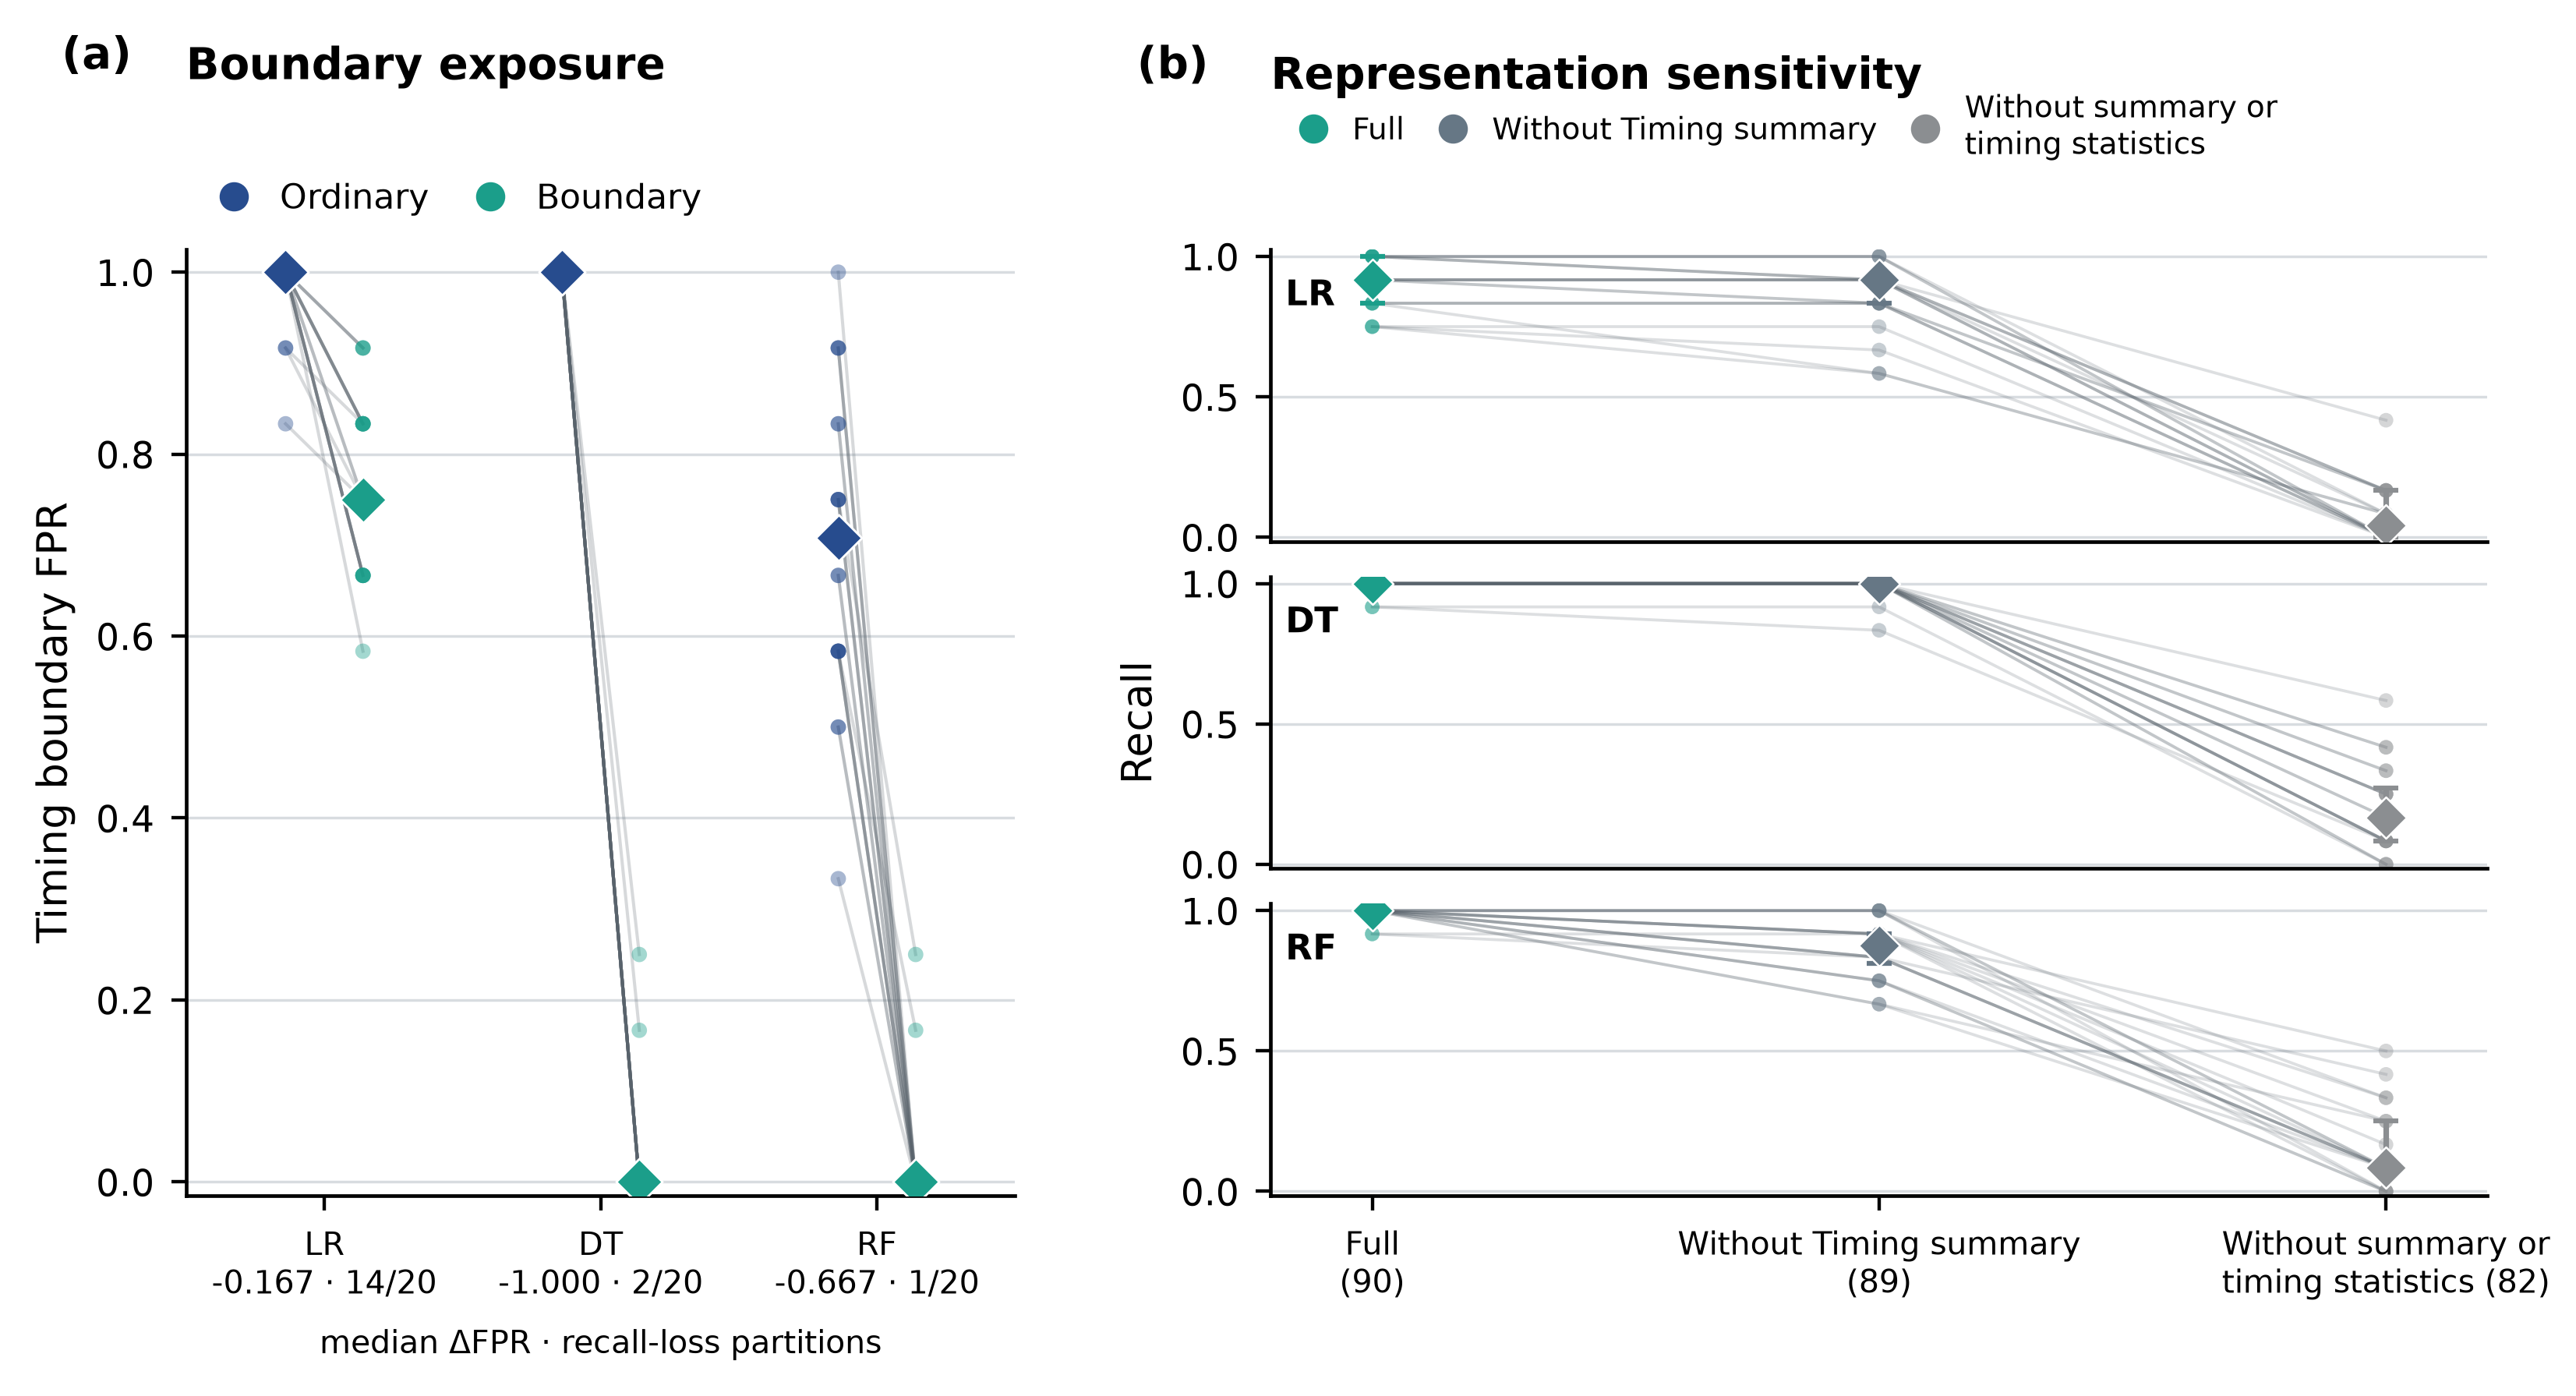 (a) Boundary exposure
Ordinary Boundary
Timing boundary FPR
1.0
0.8
0.6
0.4
0.2
0.0
LR DT RF
-0.167 · 14/20 -1.000 · 2/20 -0.667 · 1/20
median ΔFPR · recall-loss partitions
(b) Representation sensitivity
Full Without Timing summary Without summary or
timing statistics
Recall
1.0
LR
0.5
0.0
1.0
DT
0.5
0.0
1.0
RF
0.5
0.0
Full Without Timing summary Without summary or
(90) (89) timing statistics (82)